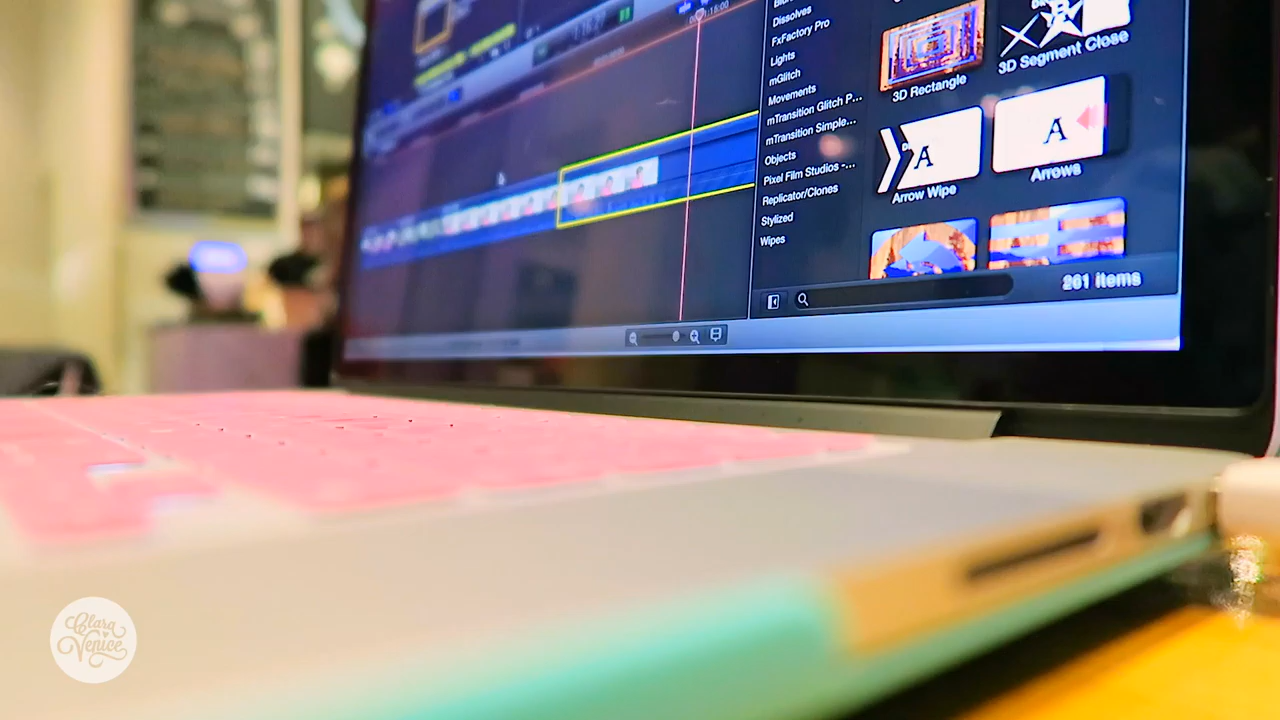 Dissolves
FxFactory Pro
Lights
mGlitch
Movements
mTransition Glitch P...
mTransition Simple...
Objects
Pixel Film Studios -...
Replicator/Clones
Stylized
Wipes
3D Rectangle
3D Segment Close
A
Arrow Wipe
A
Arrows
261 items
Clara
Venice